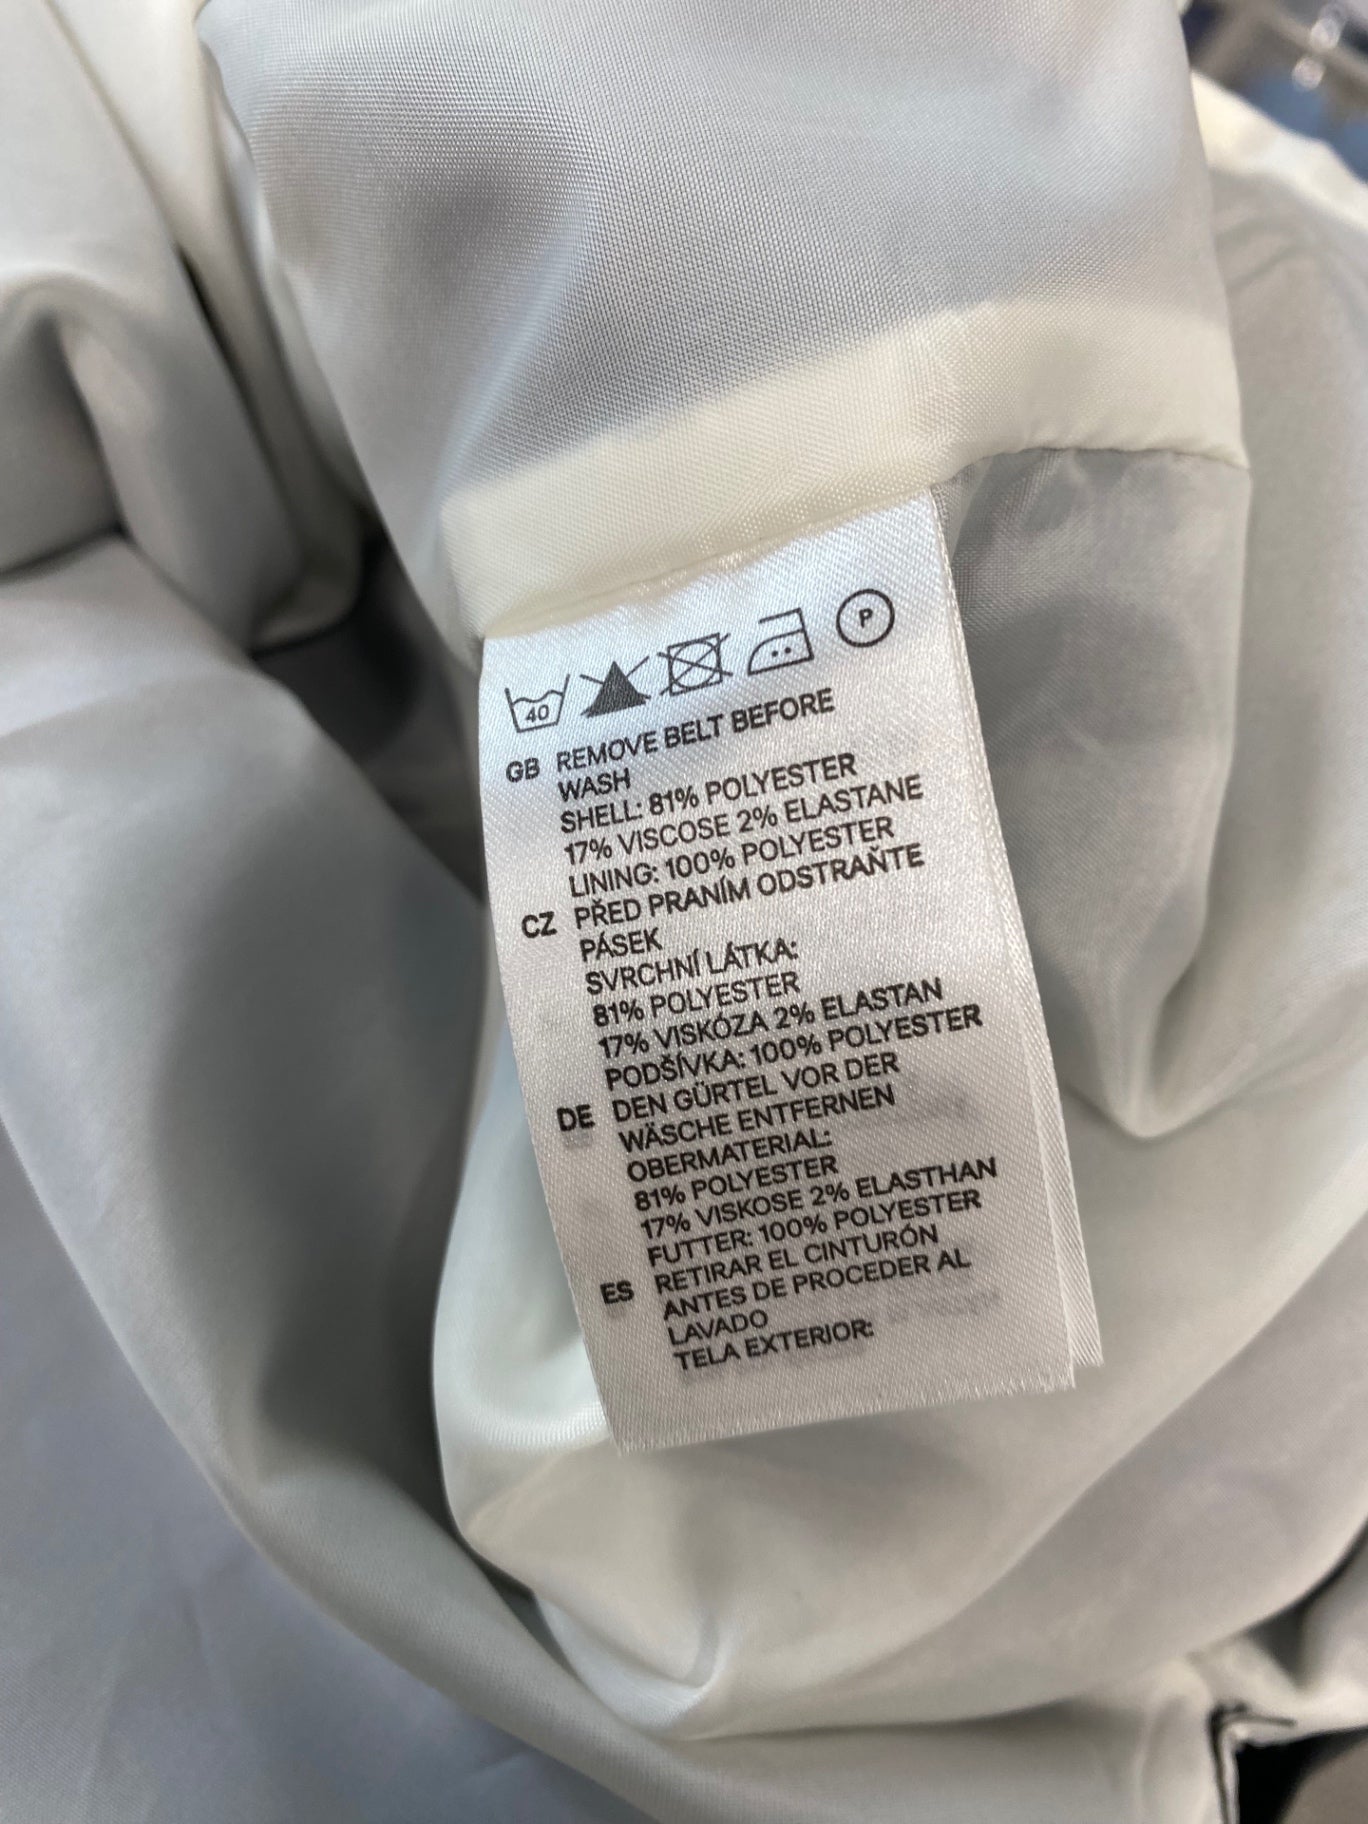 40
P
GB REMOVE BELT BEFORE
WASH
SHELL: 81% POLYESTER
17% VISCOSE 2% ELASTANE
LINING: 100% POLYESTER
CZ PŘED PRANÍM ODSTRAŇTE
PÁSEK
SVRCHNÍ LÁTKA:
81% POLYESTER
17% VISKÓZA 2% ELASTAN
PODŠÍVKA: 100% POLYESTER
DE DEN GÜRTEL VOR DER
WÄSCHE ENTFERNEN
OBERMATERIAL:
81% POLYESTER
17% VISKOSE 2% ELASTHAN
FUTTER: 100% POLYESTER
ES RETIRAR EL CINTURÓN
ANTES DE PROCEDER AL
LAVADO
TELA EXTERIOR: